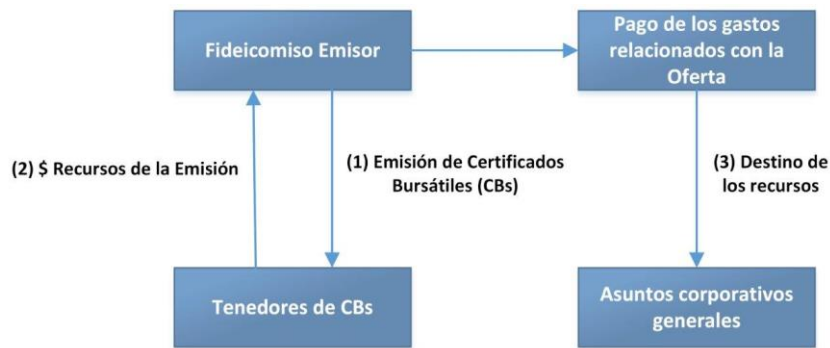 Fideicomiso Emisor
Pago de los gastos
relacionados con la
Oferta
(2) $ Recursos de la Emisión
(1) Emisión de Certificados
Bursátiles (CBs)
(3) Destino de
los recursos
Tenedores de CBs
Asuntos corporativos
generales